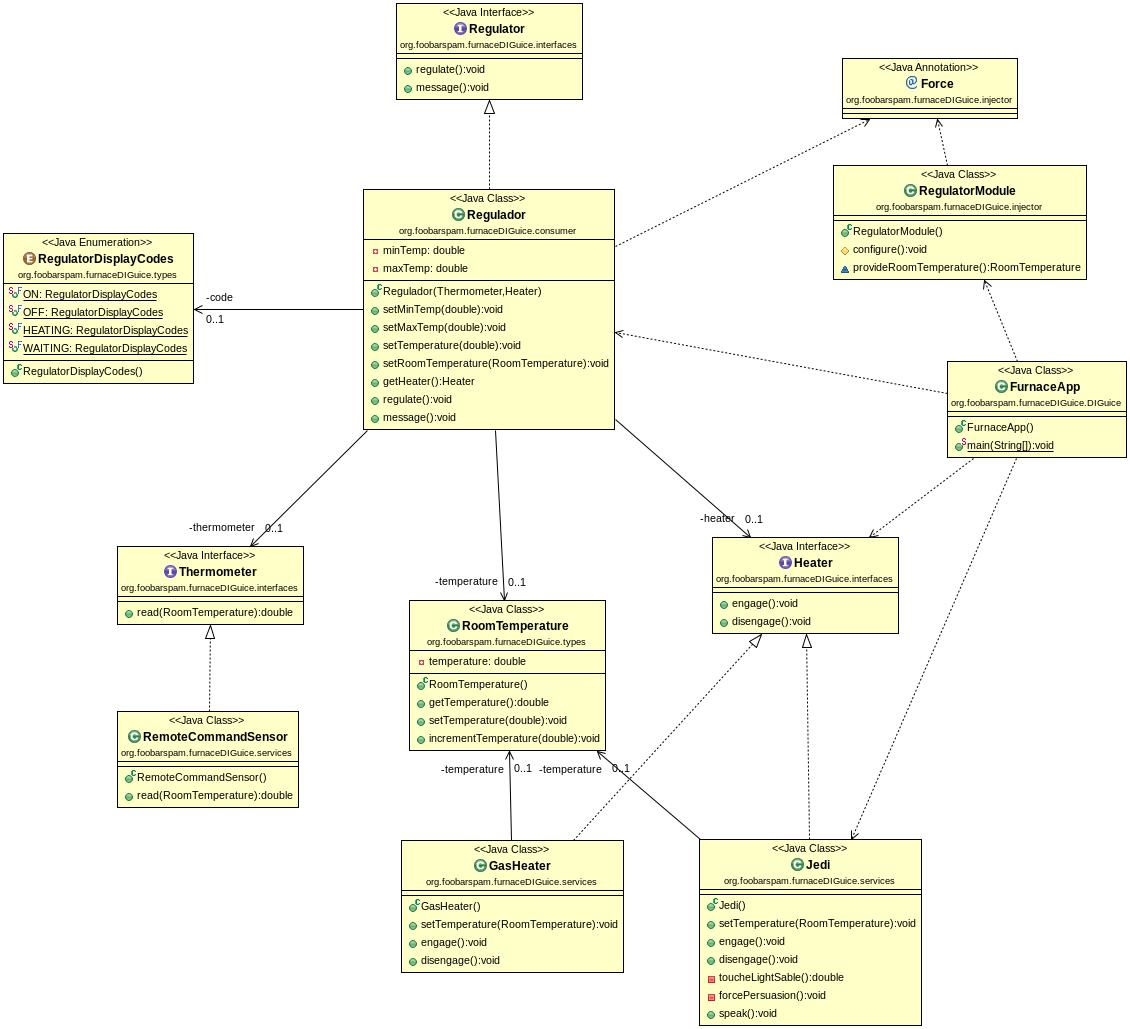 <<Java Interface>>
Regulator
org.foobarspam.furnaceDIGuice.interfaces
regulate():void
message():void
<<Java Annotation>>
Force
org.foobarspam.furnaceDIGuice.injector
<<Java Class>>
RegulatorModule
org.foobarspam.furnaceDIGuice.injector
RegulatorModule()
configure():void
provideRoomTemperature():RoomTemperature
<<Java Class>>
Regulador
org.foobarspam.furnaceDIGuice.consumer
minTemp: double
maxTemp: double
Regulador(Thermometer,Heater)
setMinTemp(double):void
setMaxTemp(double):void
setTemperature(double):void
setRoomTemperature(RoomTemperature):void
getHeater():Heater
regulate():void
message():void
<<Java Enumeration>>
RegulatorDisplayCodes
org.foobarspam.furnaceDIGuice.types
ON: RegulatorDisplayCodes
OFF: RegulatorDisplayCodes
HEATING: RegulatorDisplayCodes
WAITING: RegulatorDisplayCodes
RegulatorDisplayCodes()
-code
0..1
<<Java Class>>
FurnaceApp
org.foobarspam.furnaceDIGuice.DIGuice
FurnaceApp()
main(String[]):void
-thermometer 0..1
-temperature 0..1
-heater 0..1
<<Java Interface>>
Thermometer
org.foobarspam.furnaceDIGuice.interfaces
read(RoomTemperature):double
<<Java Class>>
RoomTemperature
org.foobarspam.furnaceDIGuice.types
temperature: double
RoomTemperature()
getTemperature():double
setTemperature(double):void
incrementTemperature(double):void
<<Java Interface>>
Heater
org.foobarspam.furnaceDIGuice.interfaces
engage():void
disengage():void
<<Java Class>>
RemoteCommandSensor
org.foobarspam.furnaceDIGuice.services
RemoteCommandSensor()
read(RoomTemperature):double
-temperature 0..1
-temperature 0..1
<<Java Class>>
GasHeater
org.foobarspam.furnaceDIGuice.services
GasHeater()
setTemperature(RoomTemperature):void
engage():void
disengage():void
<<Java Class>>
Jedi
org.foobarspam.furnaceDIGuice.services
Jedi()
setTemperature(RoomTemperature):void
engage():void
disengage():void
toucheLightSable():double
forcePersuasion():void
speak():void